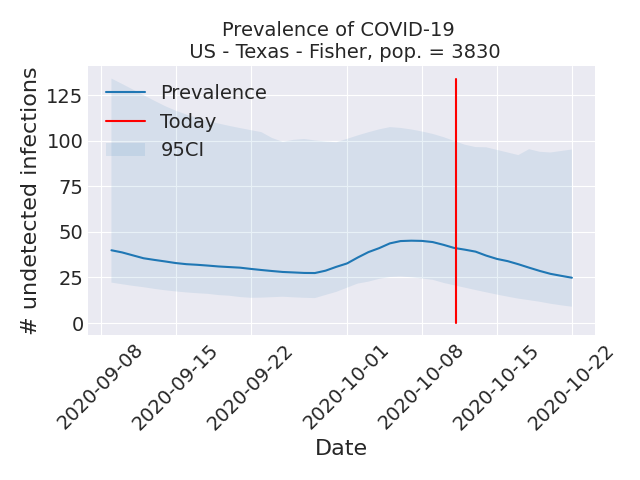 Prevalence of COVID-19
US - Texas - Fisher, pop. = 3830
# undetected infections
125
100
75
50
25
0
Prevalence
Today
95CI
2020-09-08
2020-09-15
2020-09-22
2020-10-01
2020-10-08
2020-10-15
2020-10-22
Date